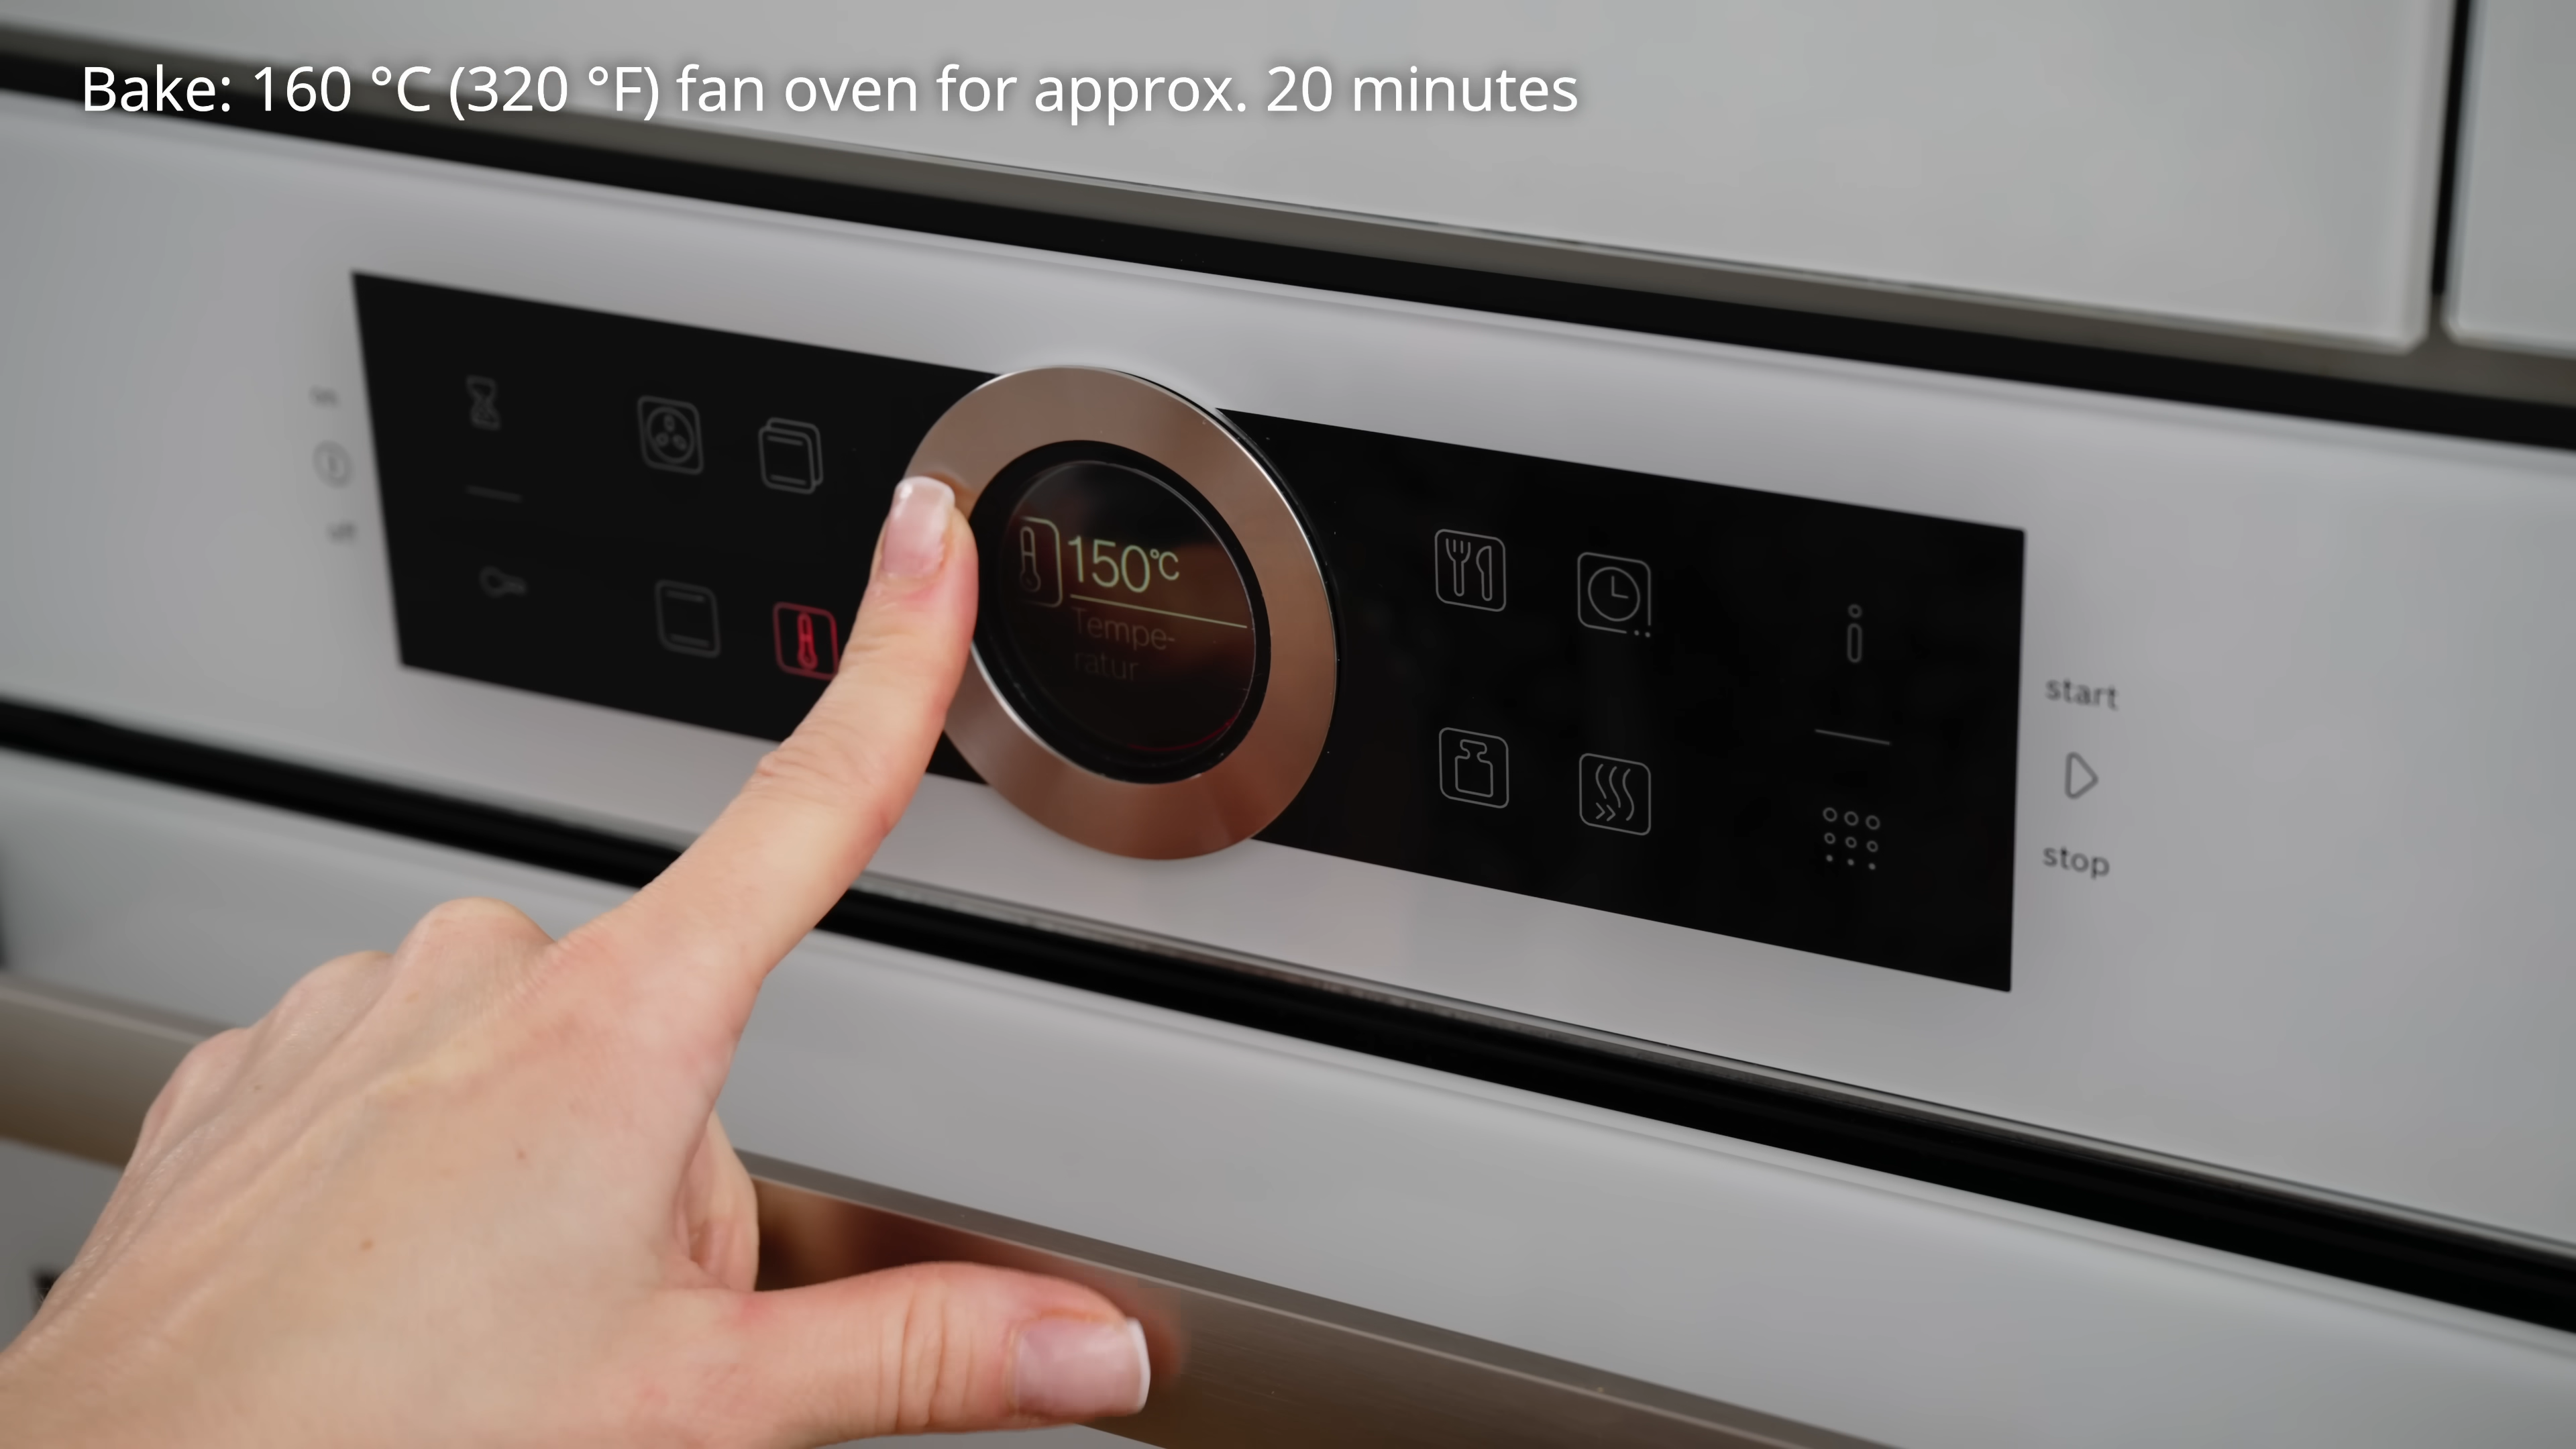 Bake: 160 °C (320 °F) fan oven for approx. 20 minutes
on
off
150°C
Tempe-
ratur
start
stop